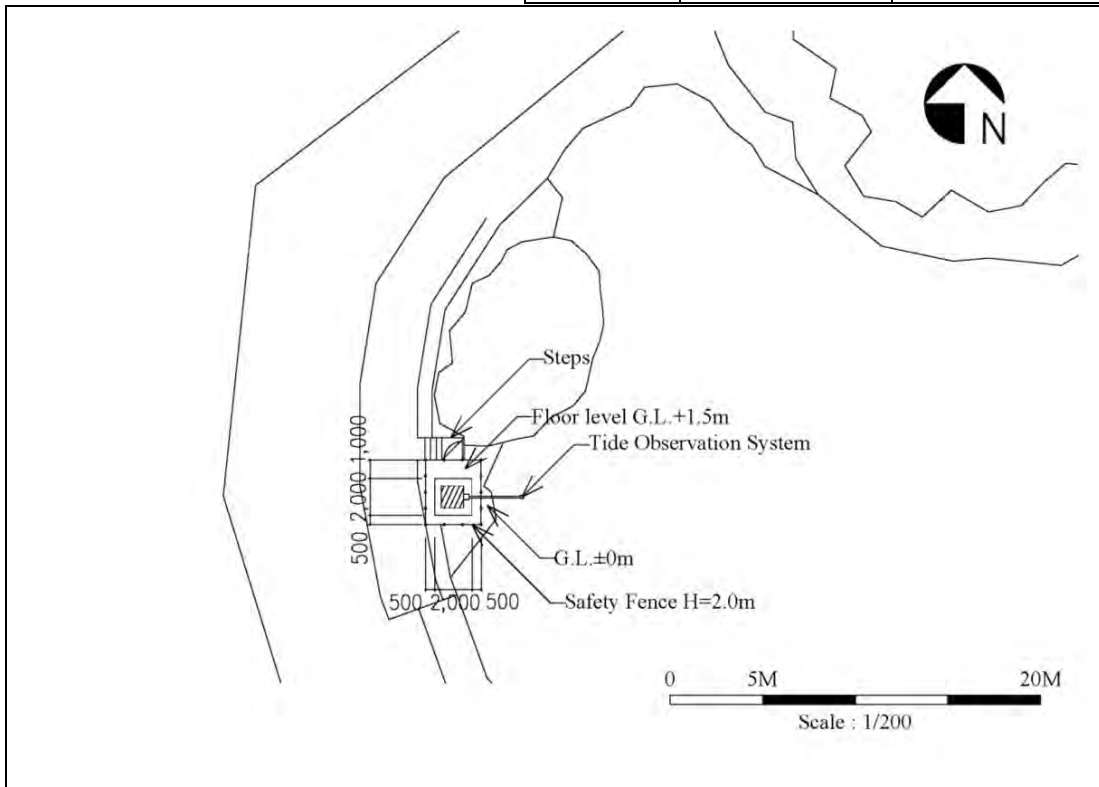 N
Steps
Floor level G.L.+1.5m
Tide Observation System
1,000
2,000
500
G.L.±0m
500 2,000 500
Safety Fence H=2.0m
0 5M 20M
Scale : 1/200